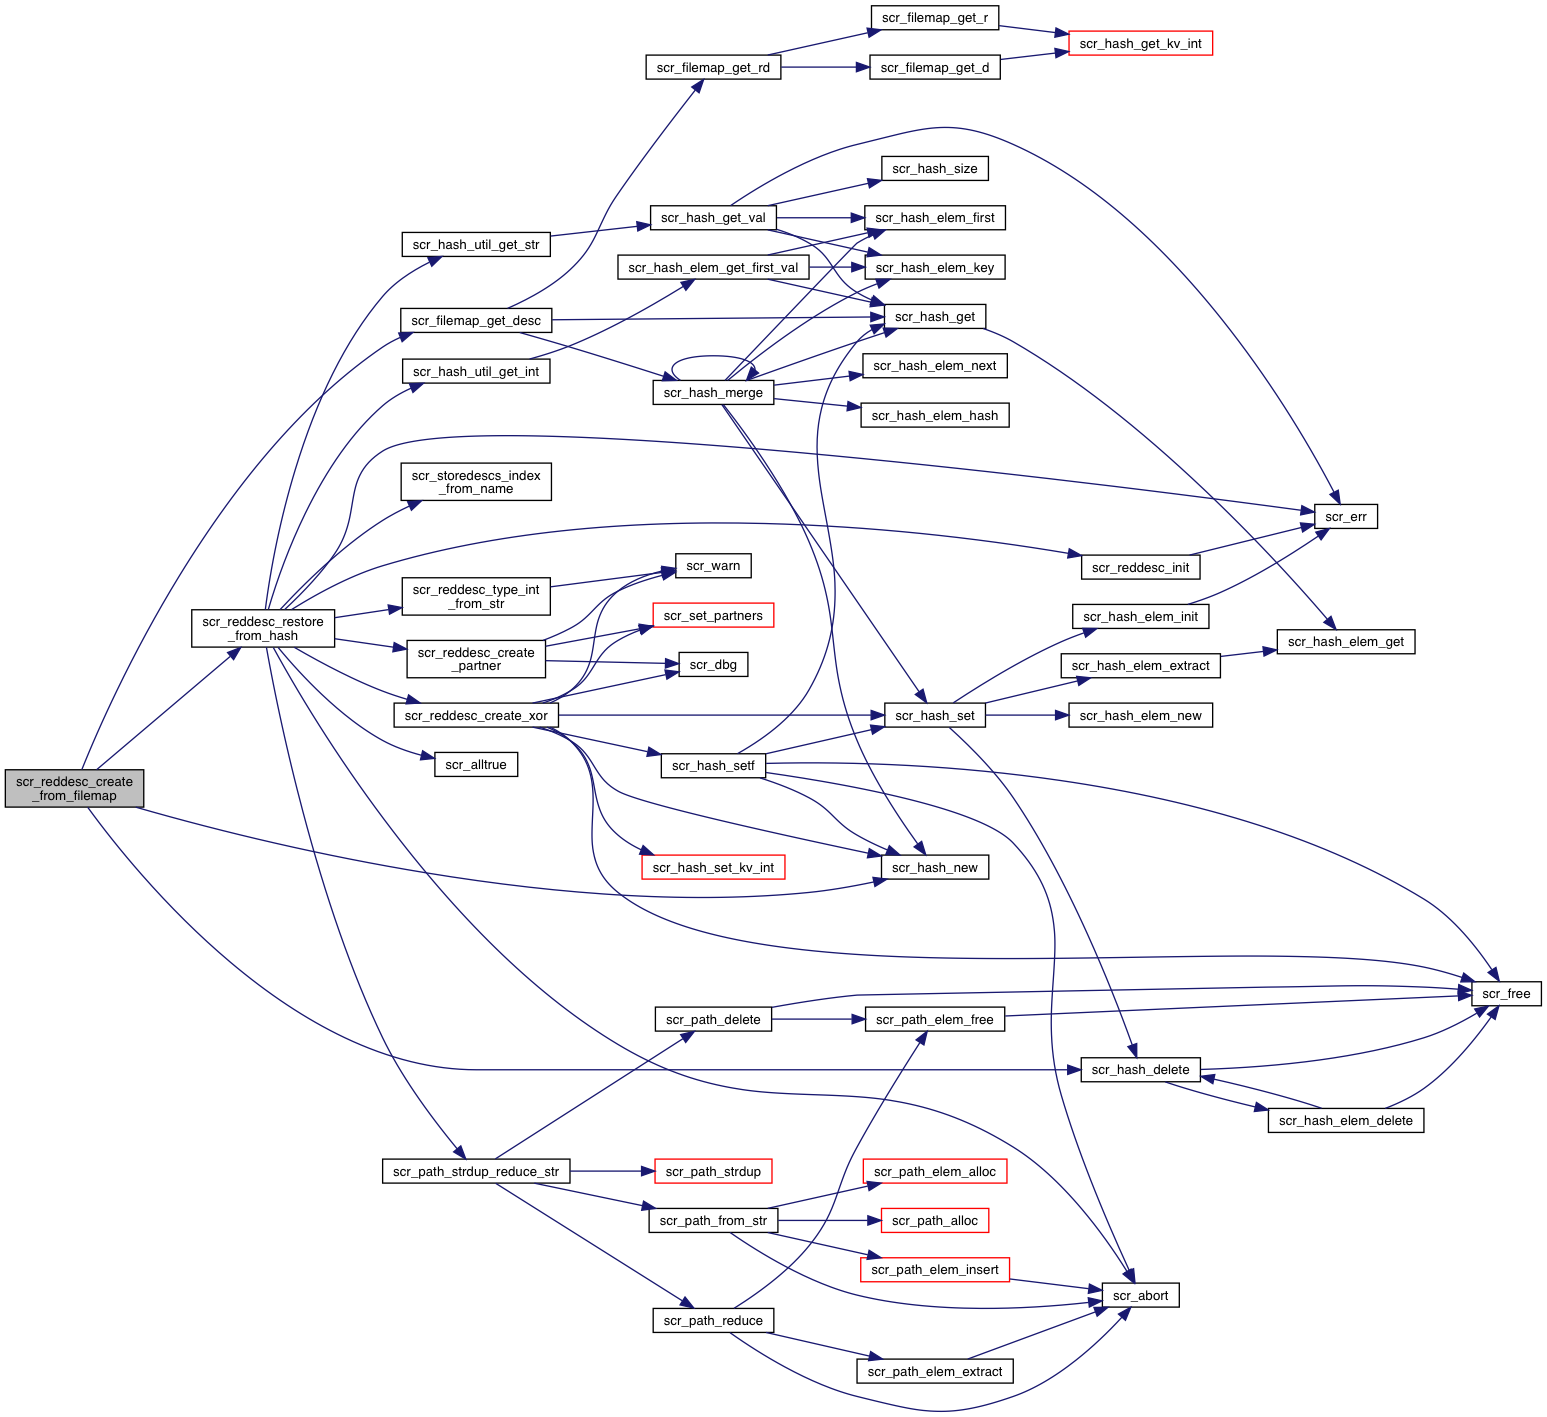 scr_filemap_get_r
scr_hash_get_kv_int
scr_filemap_get_rd
scr_filemap_get_d
scr_hash_size
scr_hash_get_val
scr_hash_elem_first
scr_hash_util_get_str
scr_hash_elem_get_first_val
scr_hash_elem_key
scr_filemap_get_desc
scr_hash_get
scr_hash_util_get_int
scr_hash_elem_next
scr_hash_merge
scr_hash_elem_hash
scr_storedescs_index
_from_name
scr_err
scr_warn
scr_reddesc_init
scr_reddesc_type_int
_from_str
scr_set_partners
scr_hash_elem_init
scr_reddesc_restore
_from_hash
scr_hash_elem_get
scr_reddesc_create
_partner
scr_dbg
scr_hash_elem_extract
scr_reddesc_create_xor
scr_hash_set
scr_hash_elem_new
scr_alltrue
scr_hash_setf
scr_reddesc_create
_from_filemap
scr_hash_set_kv_int
scr_hash_new
scr_free
scr_path_delete
scr_path_elem_free
scr_hash_delete
scr_hash_elem_delete
scr_path_strdup_reduce_str
scr_path_strdup
scr_path_elem_alloc
scr_path_from_str
scr_path_alloc
scr_path_elem_insert
scr_abort
scr_path_reduce
scr_path_elem_extract